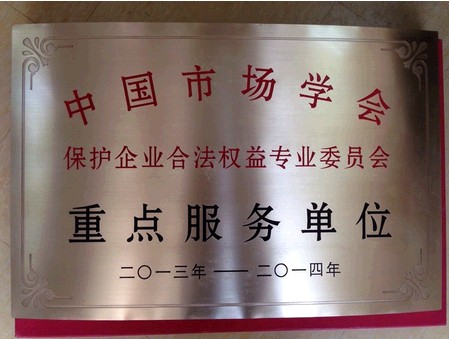 中国市场学会
保护企业合法权益专业委员会
重点服务单位
二〇一三年 —— 二〇一四年